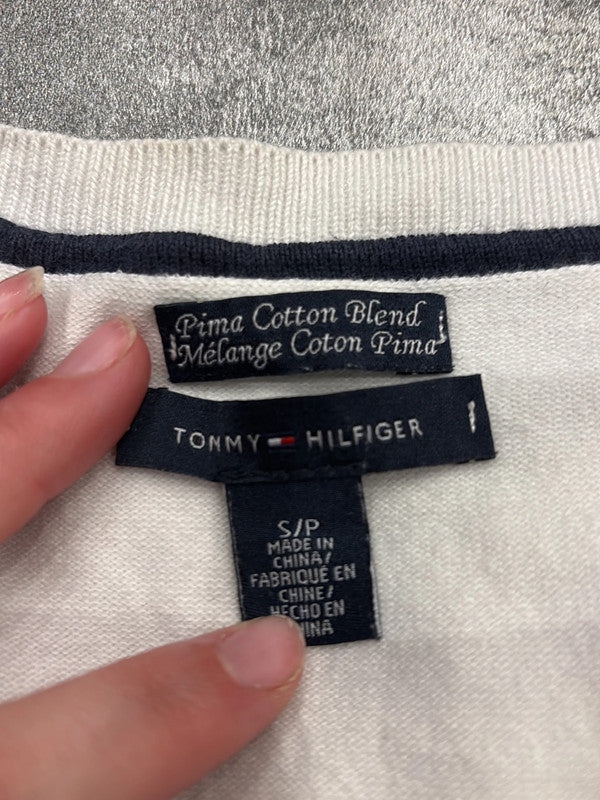 Pima Cotton Blend
Mélange Coton Pima
TOMMY HILFIGER
S/P
MADE IN
CHINA/
FABRIQUÉ EN
CHINE/
HECHO EN